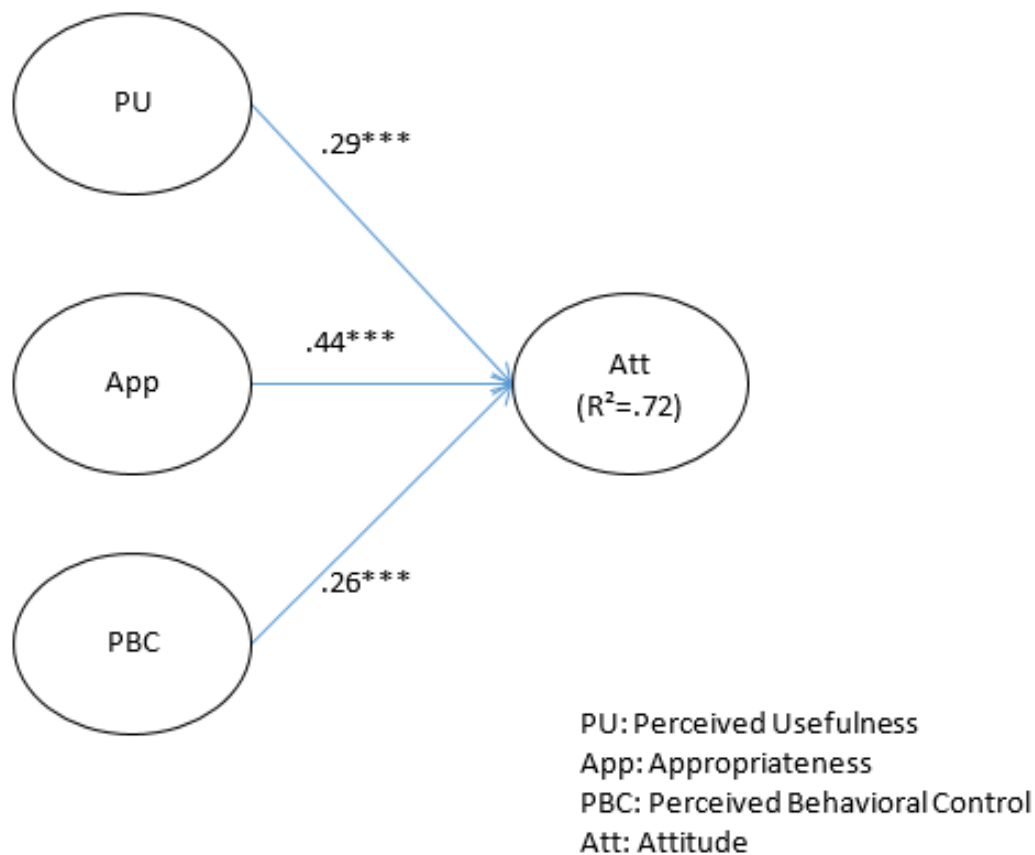 PU
.29***
.44***
App
Att
(R²=.72)
.26***
PBC
PU: Perceived Usefulness
App: Appropriateness
PBC: Perceived Behavioral Control
Att: Attitude